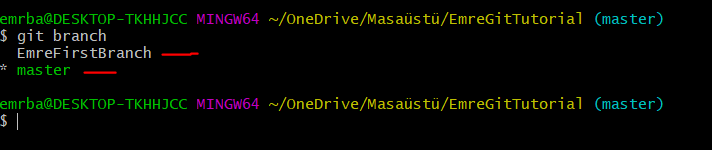 emrba@DESKTOP-TKHHJCC MINGW64 ~/OneDrive/Masaüstü/EmreGitTutorial (master)
$ git branch
  EmreFirstBranch
* master

emrba@DESKTOP-TKHHJCC MINGW64 ~/OneDrive/Masaüstü/EmreGitTutorial (master)
$